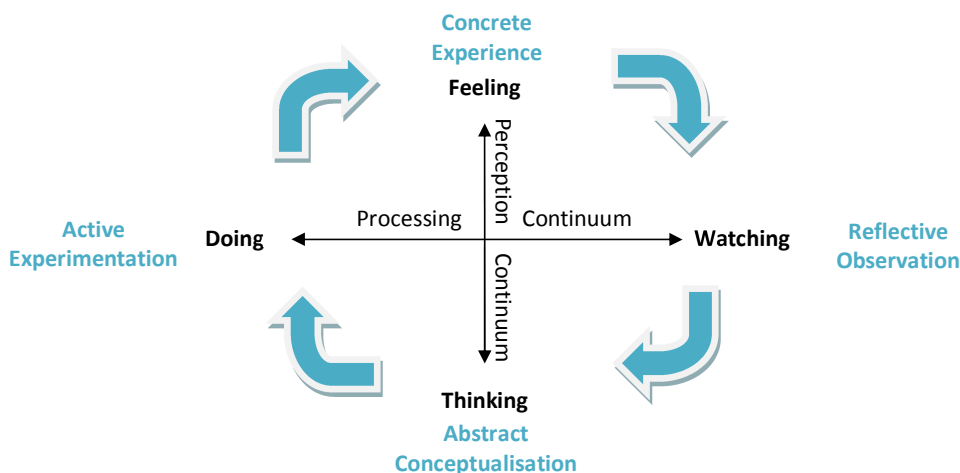 Concrete
Experience
Feeling
Perception
Processing
Continuum
Active
Experimentation
Doing
Watching
Reflective
Observation
Continuum
Thinking
Abstract
Conceptualisation